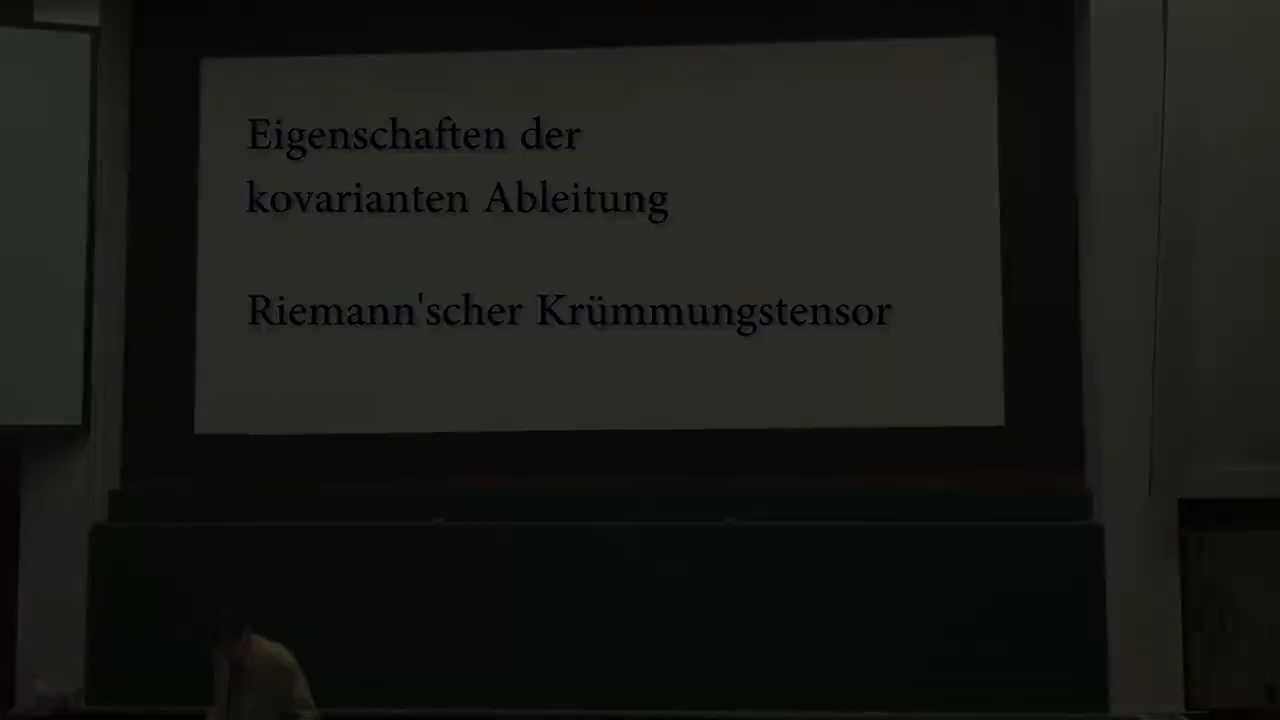 Eigenschaften der
kovarianten Ableitung
Riemann'scher Krümmungstensor